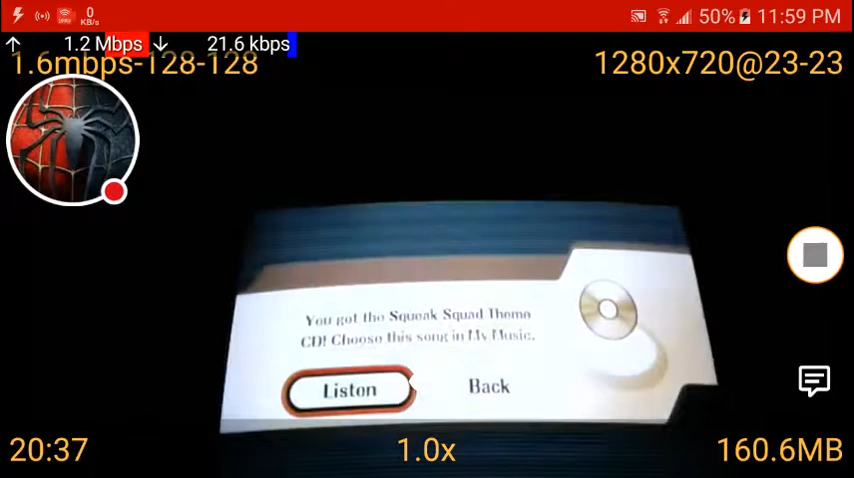 0
KB/s
50%
11:59 PM
1.2 Mbps
21.6 kbps
1.6mbps-128-128
1280x720@23-23
You got the Squeak Squad Theme
CD! Choose this song in My Music.
Listen
Back
20:37
1.0x
160.6MB